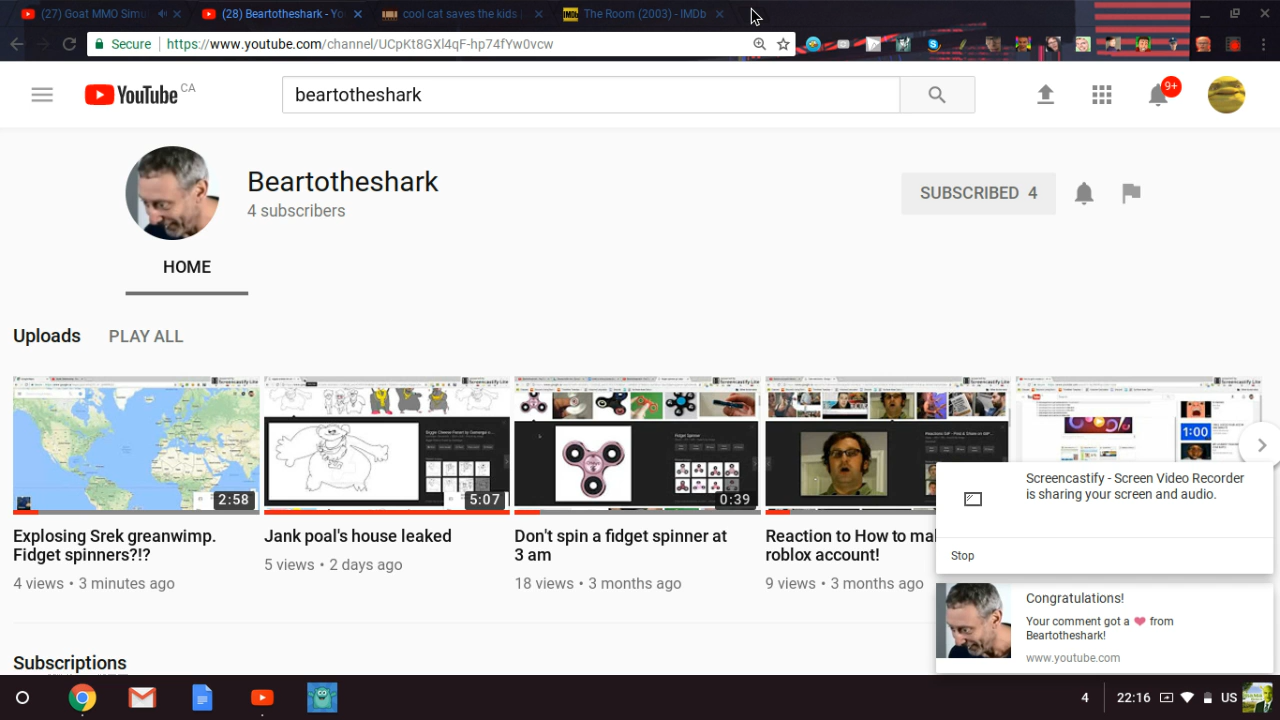 (27) Goat MMO Sim
(28) Beartotheshark - Yo
cool cat saves the kids
The Room (2003) - IMDb
Secure
https://www.youtube.com/channel/UCpKt8GXl4qF-hp74fYw0vcw
YouTube CA
beartotheshark
9+
Beartotheshark
4 subscribers
SUBSCRIBED 4
HOME
Uploads PLAY ALL
2:58
5:07
0:39
1:00
Explosing Srek greanwimp.
Fidget spinners?!?
4 views • 3 minutes ago
Jank poal's house leaked
5 views • 2 days ago
Don't spin a fidget spinner at
3 am
18 views • 3 months ago
Reaction to How to mal
roblox account!
9 views • 3 months ago
Screencastify - Screen Video Recorder
is sharing your screen and audio.
Stop
Congratulations!
Your comment got a ❤ from
Beartotheshark!
www.youtube.com
Subscriptions
4 22:16 US